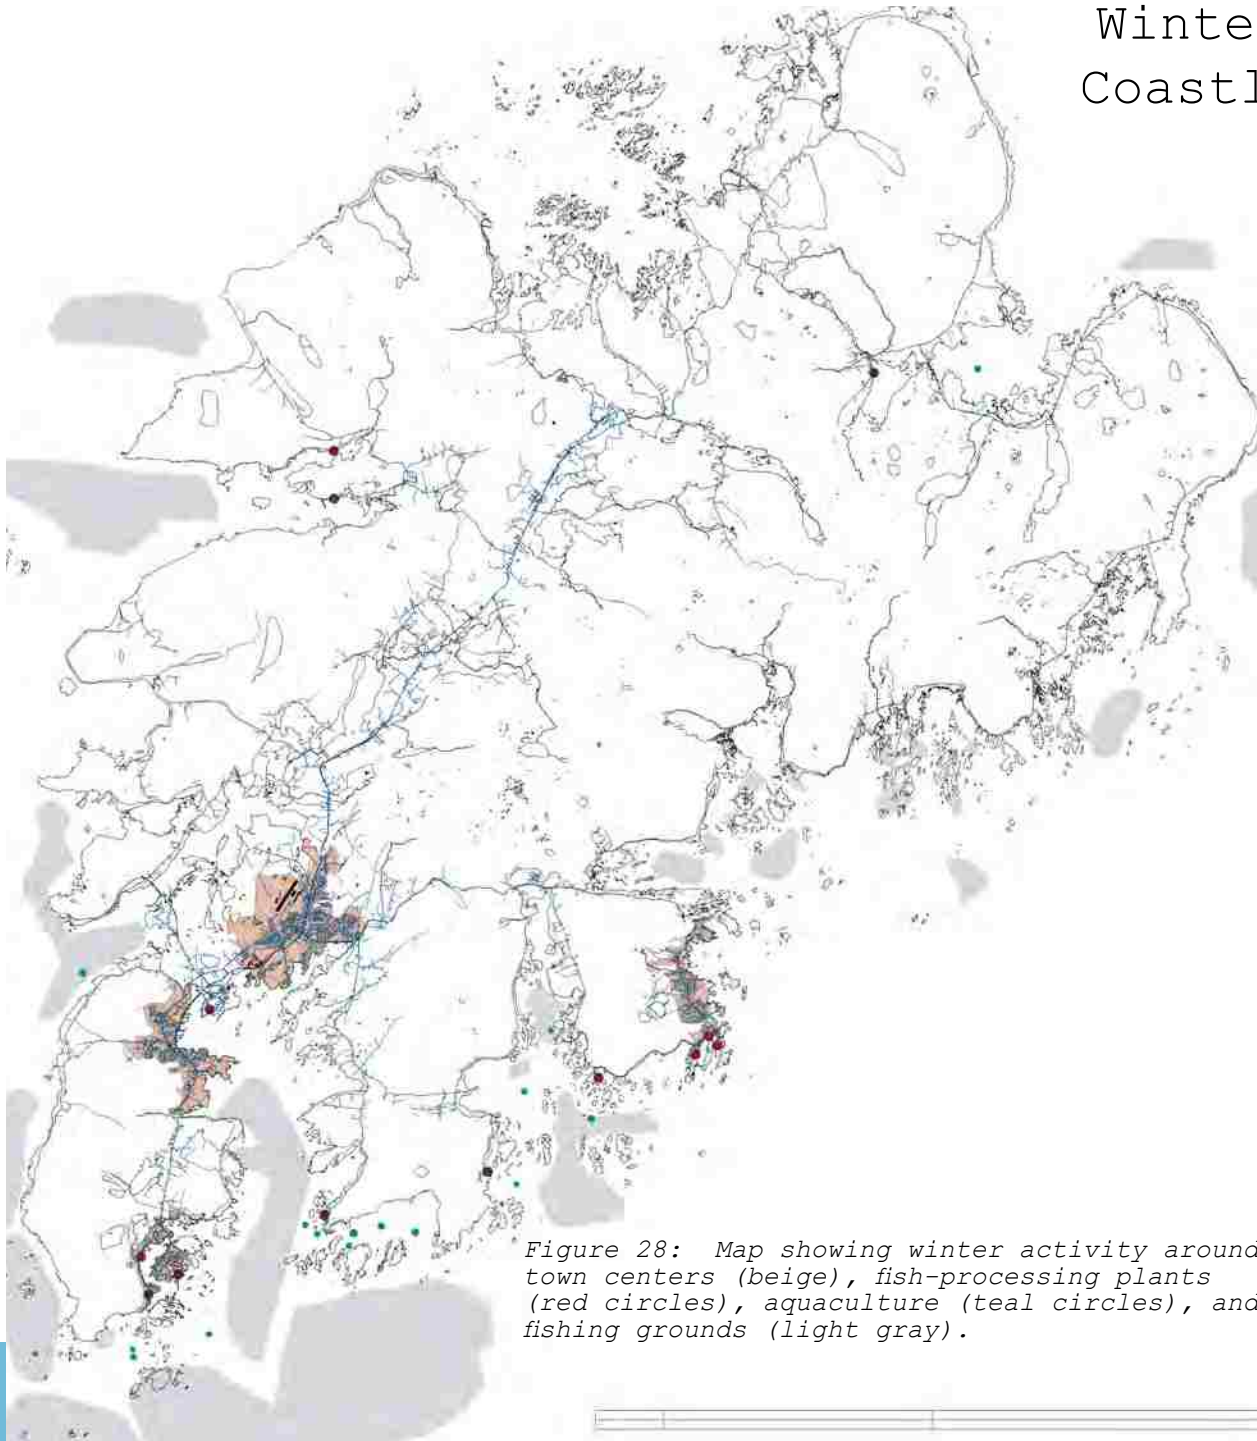 Winte
Coastl
Figure 28: Map showing winter activity around
town centers (beige), fish-processing plants
(red circles), aquaculture (teal circles), and
fishing grounds (light gray).